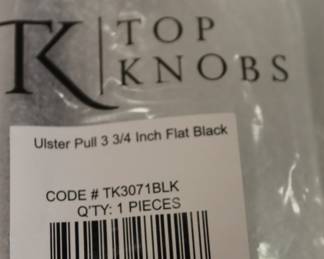 TK TOP
KNOBS
Ulster Pull 3 3/4 Inch Flat Black
CODE # TK3071BLK
Q'TY: 1 PIECES